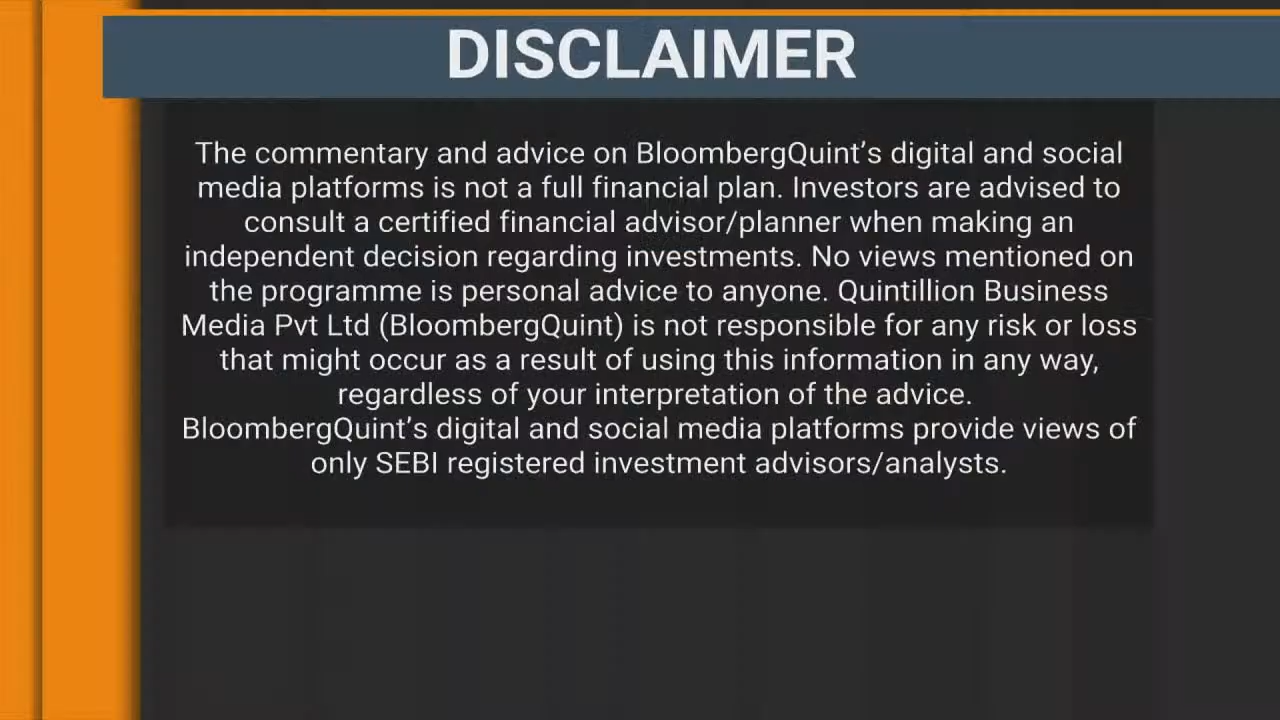 DISCLAIMER
The commentary and advice on BloombergQuint’s digital and social
media platforms is not a full financial plan. Investors are advised to
consult a certified financial advisor/planner when making an
independent decision regarding investments. No views mentioned on
the programme is personal advice to anyone. Quintillion Business
Media Pvt Ltd (BloombergQuint) is not responsible for any risk or loss
that might occur as a result of using this information in any way,
regardless of your interpretation of the advice.
BloombergQuint’s digital and social media platforms provide views of
only SEBI registered investment advisors/analysts.